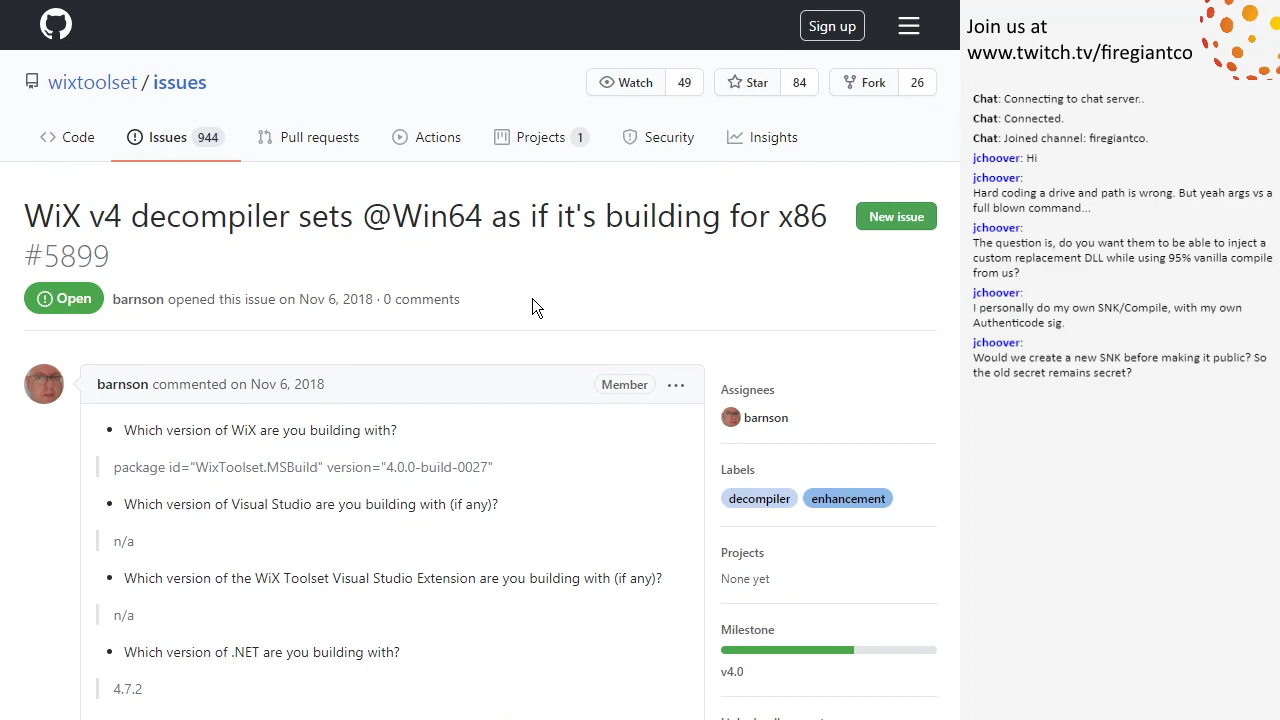 Sign up
wixtoolset / issues
Watch 49
Star 84
Fork 26
Code
Issues 944
Pull requests
Actions
Projects 1
Security
Insights
WiX v4 decompiler sets @Win64 as if it's building for x86
#5899
New issue
Open
barnson opened this issue on Nov 6, 2018 · 0 comments
barnson commented on Nov 6, 2018
Member
• Which version of WiX are you building with?
package id="WixToolset.MSBuild" version="4.0.0-build-0027"
• Which version of Visual Studio are you building with (if any)?
n/a
• Which version of the WiX Toolset Visual Studio Extension are you building with (if any)?
n/a
• Which version of .NET are you building with?
4.7.2
Assignees
barnson
Labels
decompiler
enhancement
Projects
None yet
Milestone
v4.0
Join us at
www.twitch.tv/firegiantco
Chat: Connecting to chat server..
Chat: Connected.
Chat: Joined channel: firegiantco.
jchoover: Hi
jchoover:
Hard coding a drive and path is wrong. But yeah args vs a
full blown command...
jchoover:
The question is, do you want them to be able to inject a
custom replacement DLL while using 95% vanilla compile
from us?
jchoover:
I personally do my own SNK/Compile, with my own
Authenticode sig.
jchoover:
Would we create a new SNK before making it public? So
the old secret remains secret?